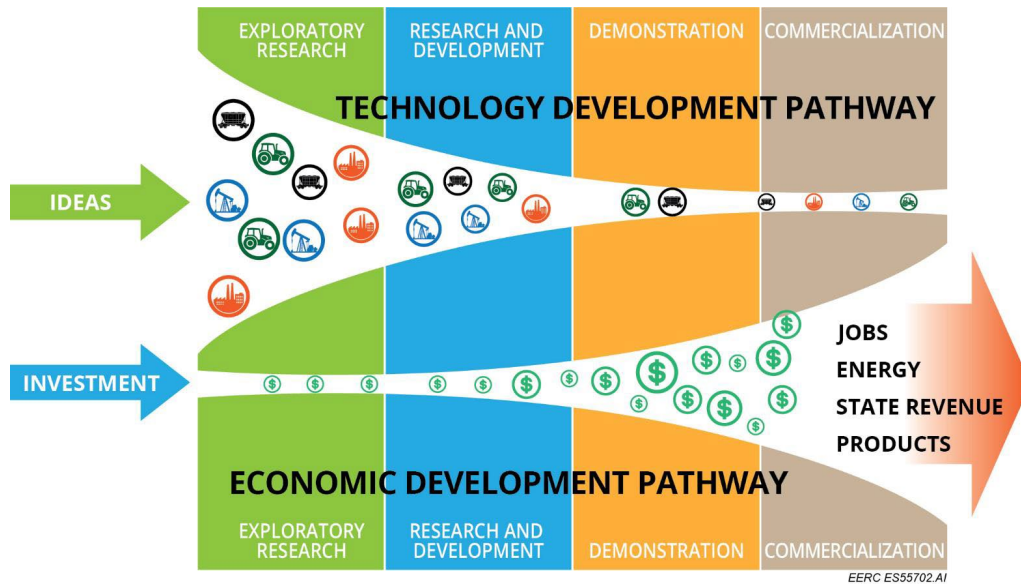 EXPLORATORY
RESEARCH
RESEARCH AND
DEVELOPMENT
DEMONSTRATION
COMMERCIALIZATION
TECHNOLOGY DEVELOPMENT PATHWAY
IDEAS
INVESTMENT
$ $ $ $ $ $ $ $ $ $ $ $ $ $ $ $ $ $
JOBS
ENERGY
STATE REVENUE
PRODUCTS
ECONOMIC DEVELOPMENT PATHWAY
EXPLORATORY
RESEARCH
RESEARCH AND
DEVELOPMENT
DEMONSTRATION
COMMERCIALIZATION
EERC ES55702.AI